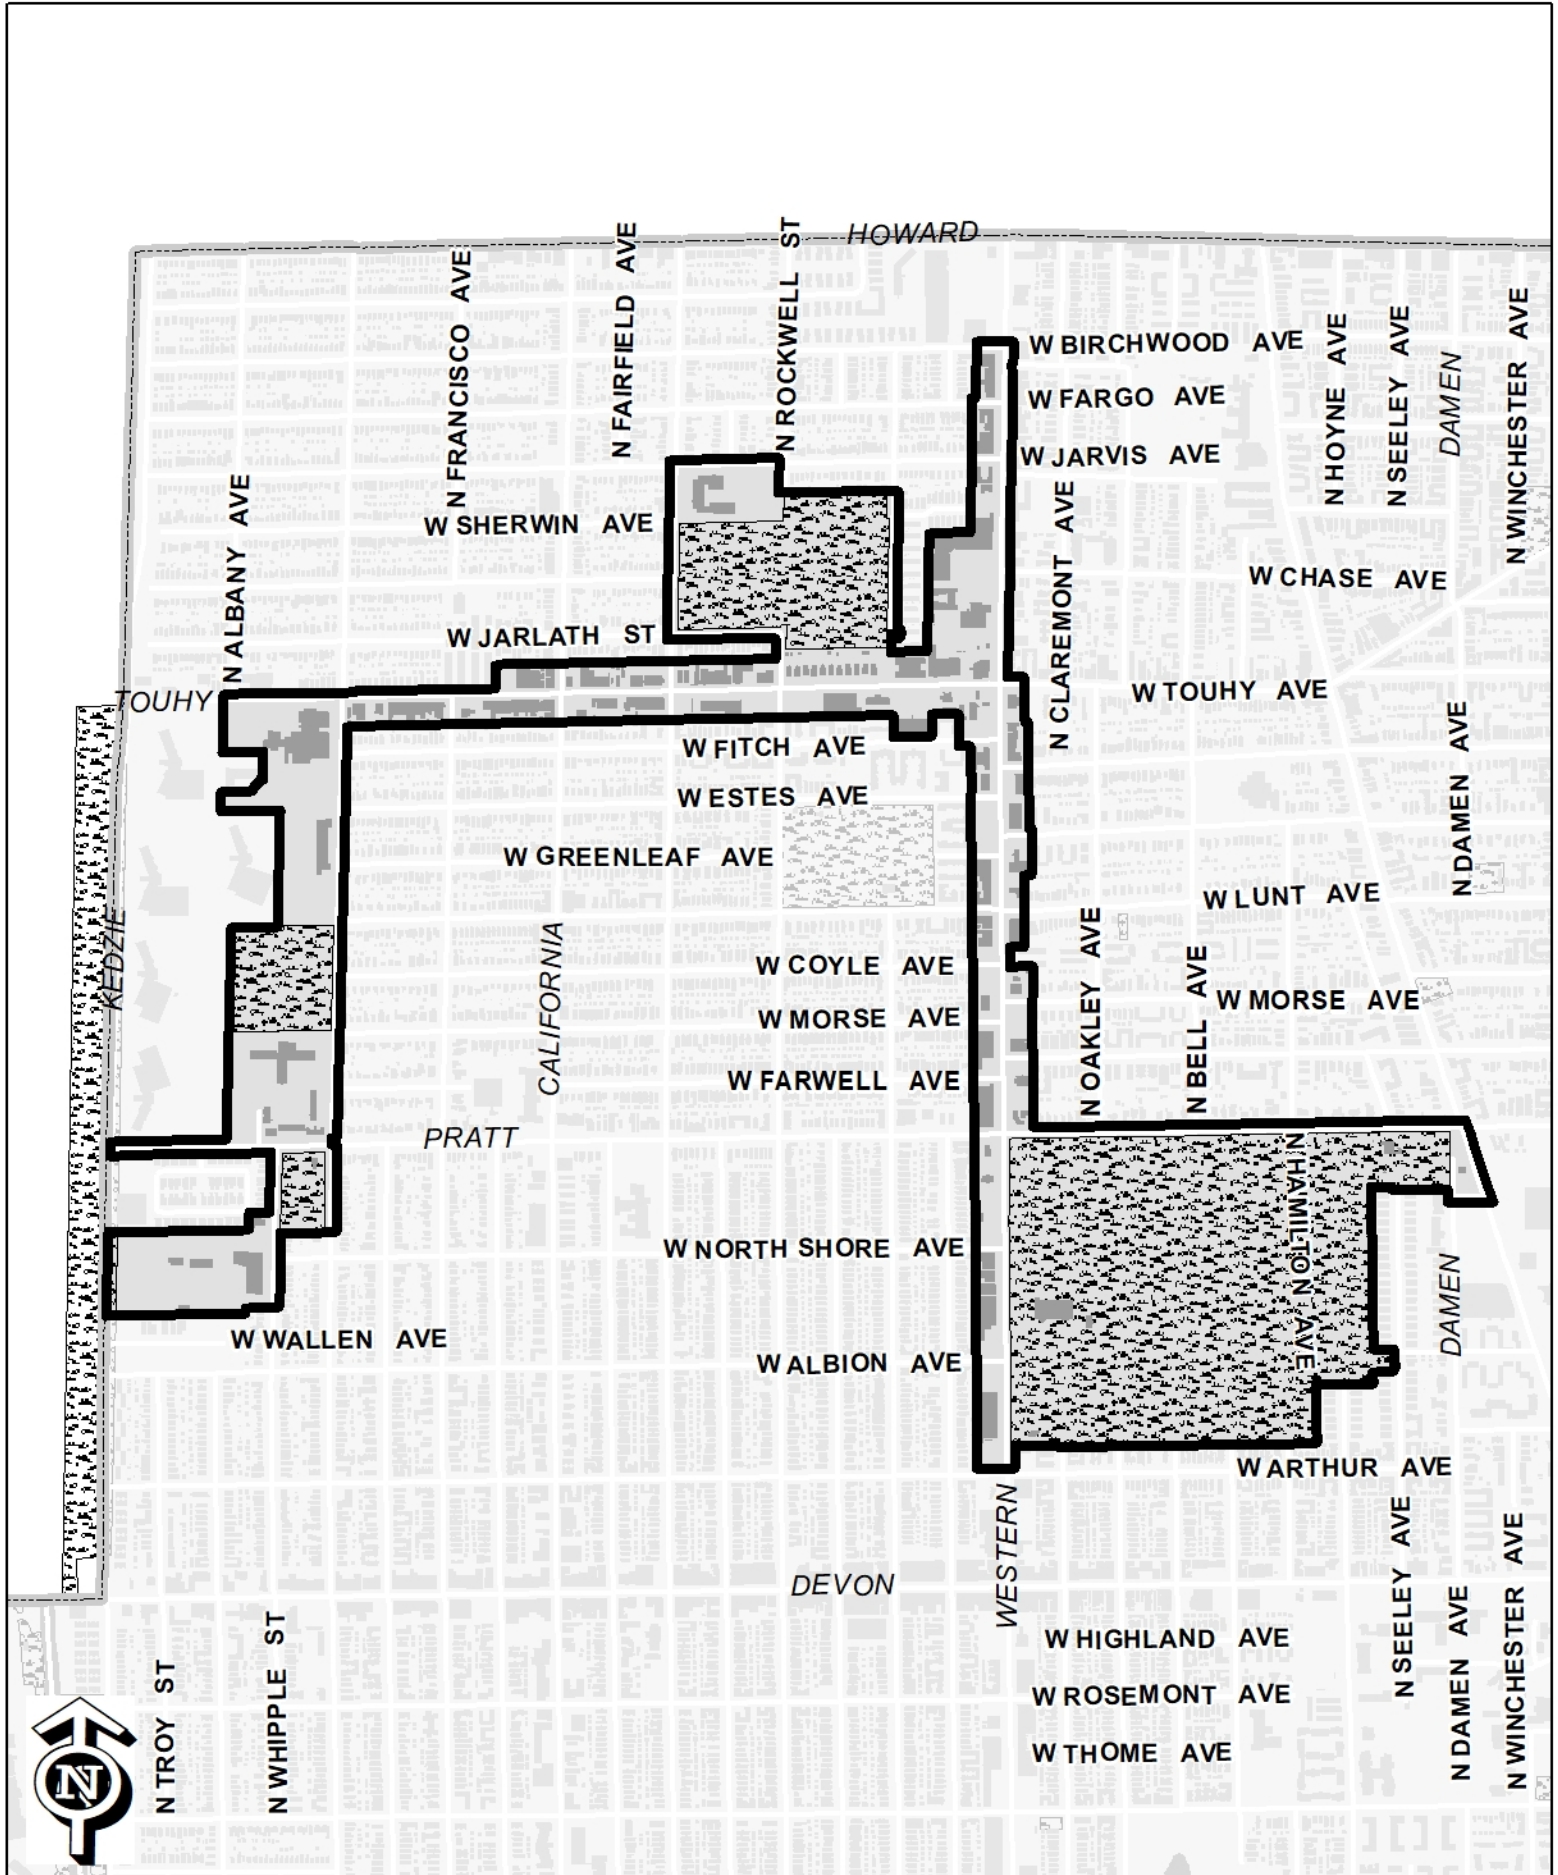 HOWARD
N FRANCISCO AVE
N FAIRFIELD AVE
N ROCKWELL ST
W BIRCHWOOD AVE
W FARGO AVE
W JARVIS AVE
N HOYNE AVE
N SEELEY AVE
DAMEN
N WINCHESTER AVE
N ALBANY AVE
W SHERWIN AVE
N CLAREMONT AVE
W CHASE AVE
W JARLATH ST
TOUHY
W TOUHY AVE
W FITCH AVE
W ESTES AVE
N DAMEN AVE
W GREENLEAF AVE
W LUNT AVE
KEDZIE
CALIFORNIA
W COYLE AVE
N OAKLEY AVE
N BELL AVE
W MORSE AVE
W MORSE AVE
W FARWELL AVE
PRATT
N HAMILTON AVE
W NORTH SHORE AVE
DAMEN
W WALLEN AVE
W ALBION AVE
W ARTHUR AVE
WESTERN
DEVON
N SEELEY AVE
N DAMEN AVE
N WINCHESTER AVE
W HIGHLAND AVE
W ROSEMONT AVE
W THOME AVE
N TROY ST
N WHIPPLE ST
N